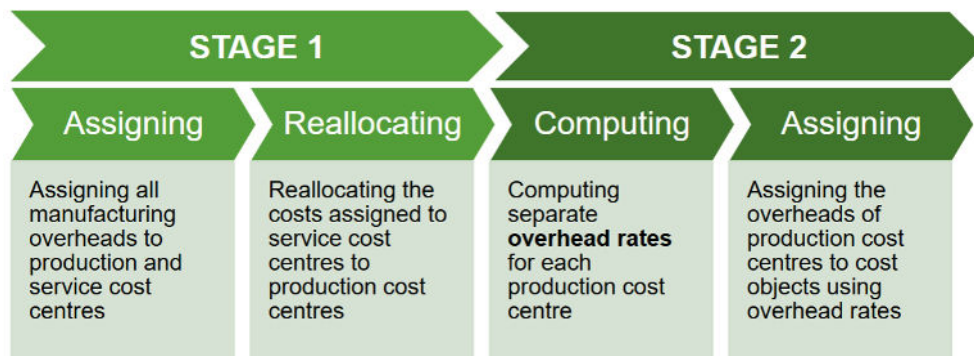 STAGE 1
STAGE 2
Assigning
Reallocating
Computing
Assigning
Assigning all
manufacturing
overheads to
production and
service cost
centres
Reallocating the
costs assigned to
service cost
centres to
production cost
centres
Computing
separate
overhead rates
for each
production cost
centre
Assigning the
overheads of
production cost
centres to cost
objects using
overhead rates